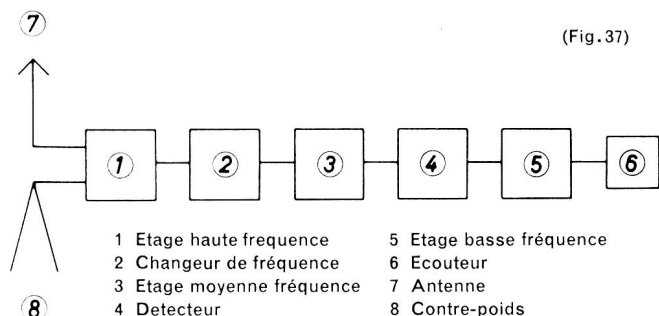 7
(Fig.37)
1 2 3 4 5 6
1 Etage haute frequence
2 Changeur de fréquence
3 Etage moyenne fréquence
4 Detecteur
5 Etage basse fréquence
6 Ecouteur
7 Antenne
8 Contre-poids
8